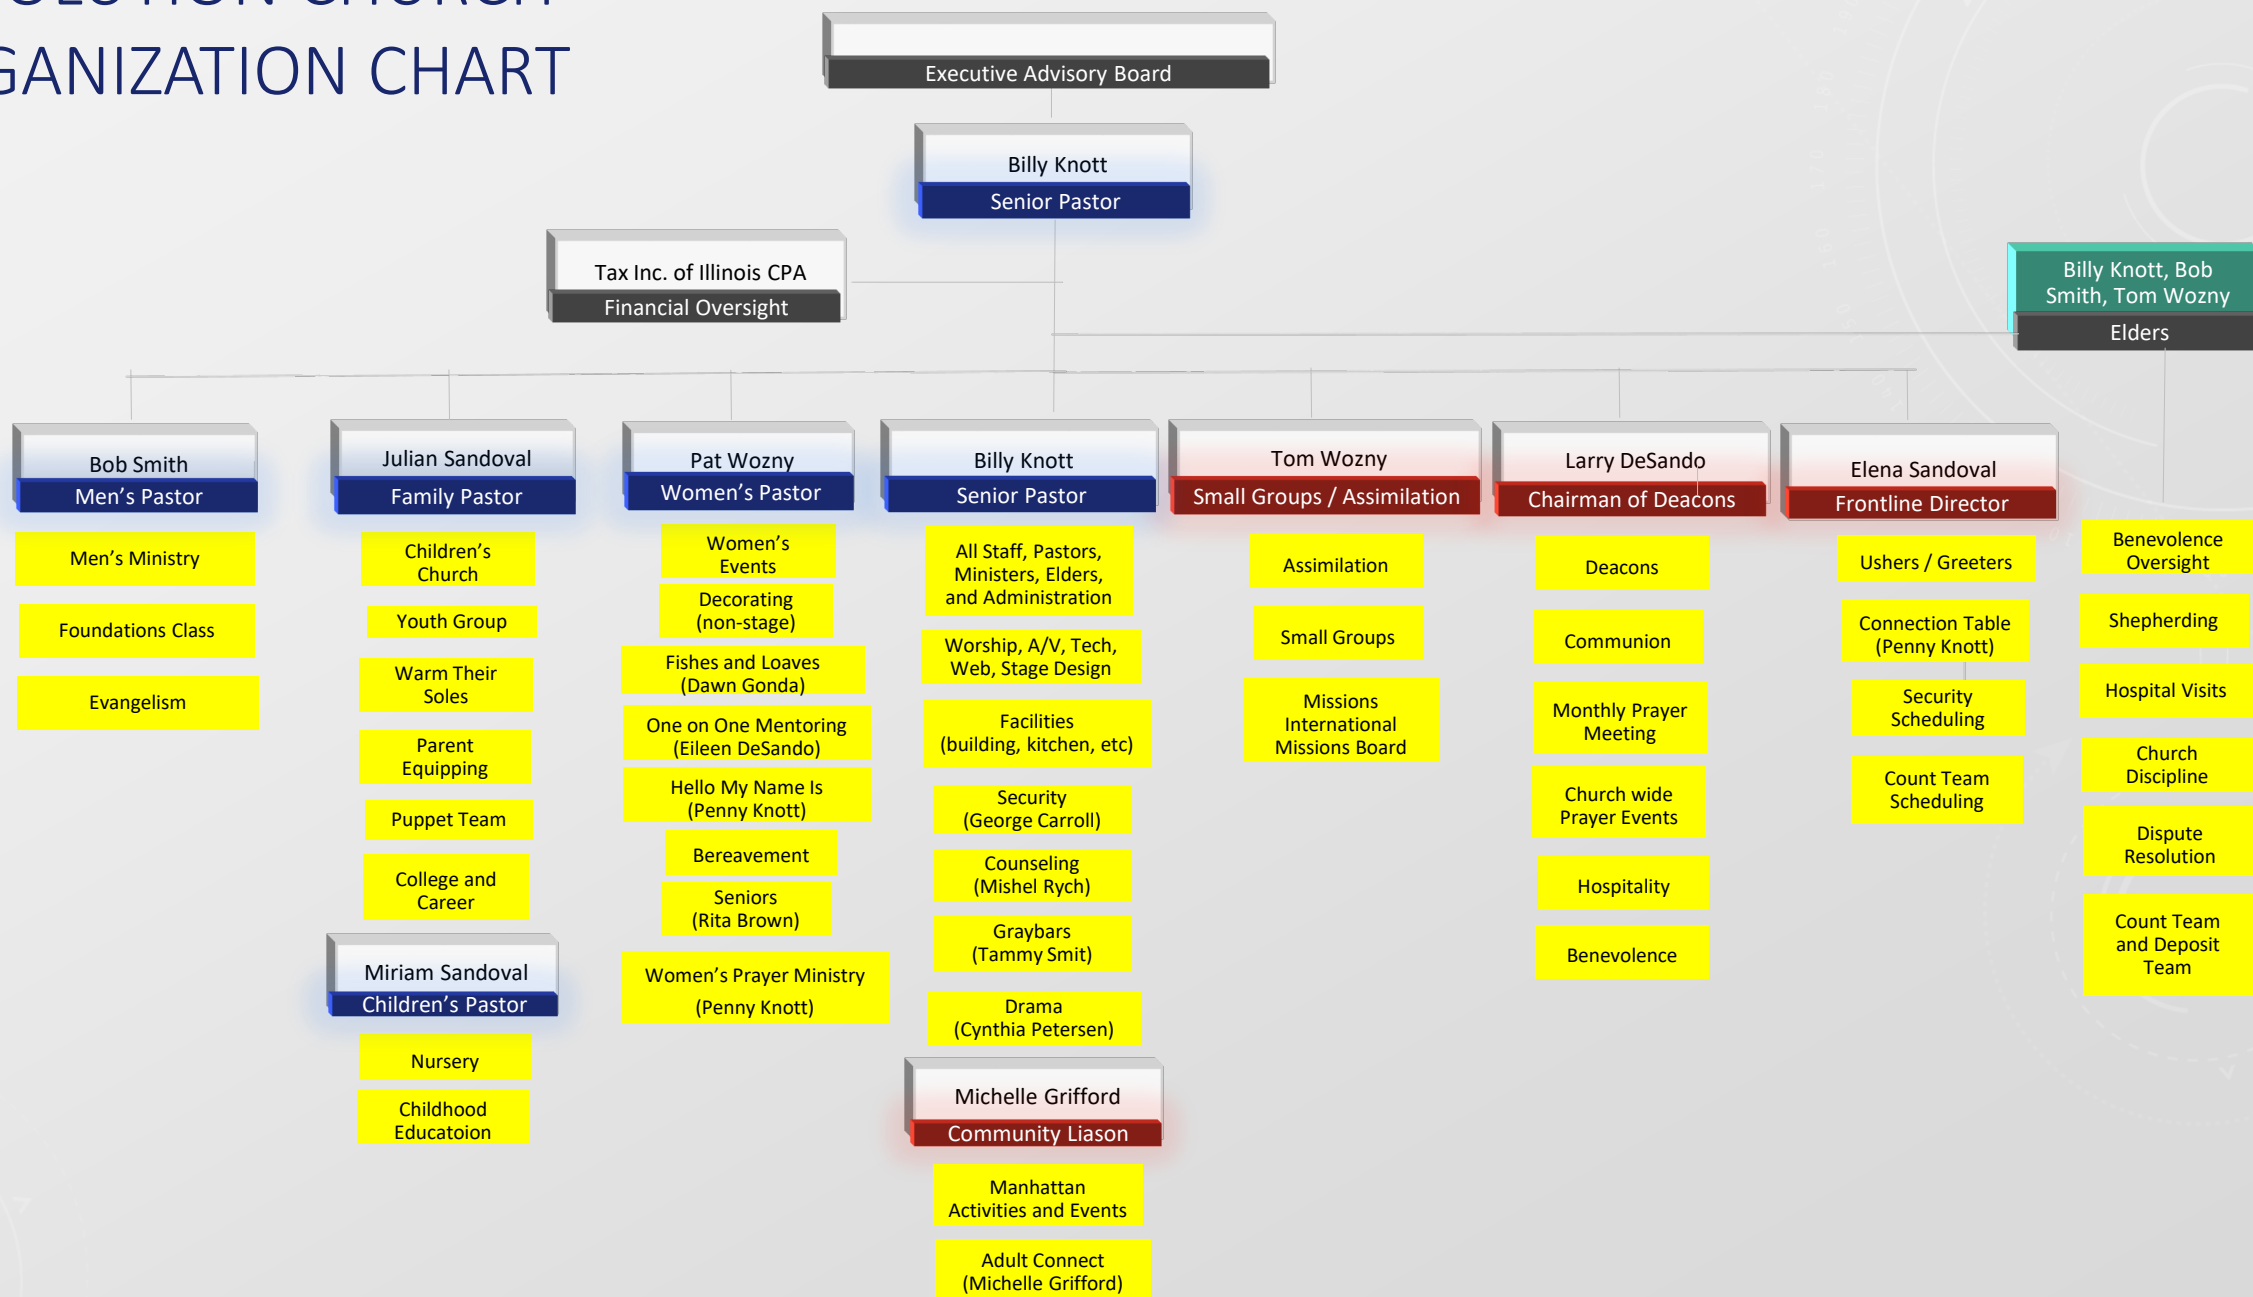 OLUTION CHURCH
GANIZATION CHART
Executive Advisory Board
Billy Knott
Senior Pastor
Tax Inc. of Illinois CPA
Financial Oversight
Billy Knott, Bob
Smith, Tom Wozny
Elders
Bob Smith
Men's Pastor
Men's Ministry
Foundations Class
Evangelism
Julian Sandoval
Family Pastor
Children's
Church
Youth Group
Warm Their
Soles
Parent
Equipping
Puppet Team
College and
Career
Miriam Sandoval
Children's Pastor
Nursery
Childhood
Educatoion
Pat Wozny
Women's Pastor
Women's
Events
Decorating
(non-stage)
Fishes and Loaves
(Dawn Gonda)
One on One Mentoring
(Eileen DeSando)
Hello My Name Is
(Penny Knott)
Bereavement
Seniors
(Rita Brown)
Women's Prayer Ministry
(Penny Knott)
Billy Knott
Senior Pastor
All Staff, Pastors,
Ministers, Elders,
and Administration
Worship, A/V, Tech,
Web, Stage Design
Facilities
(building, kitchen, etc)
Security
(George Carroll)
Counseling
(Mishel Rych)
Graybars
(Tammy Smit)
Drama
(Cynthia Petersen)
Michelle Grifford
Community Liason
Manhattan
Activities and Events
Adult Connect
(Michelle Grifford)
Tom Wozny
Small Groups / Assimilation
Assimilation
Small Groups
Missions
International
Missions Board
Larry DeSando
Chairman of Deacons
Deacons
Communion
Monthly Prayer
Meeting
Church wide
Prayer Events
Hospitality
Benevolence
Elena Sandoval
Frontline Director
Ushers / Greeters
Connection Table
(Penny Knott)
Security
Scheduling
Count Team
Scheduling
Benevolence
Oversight
Shepherding
Hospital Visits
Church
Discipline
Dispute
Resolution
Count Team
and Deposit
Team